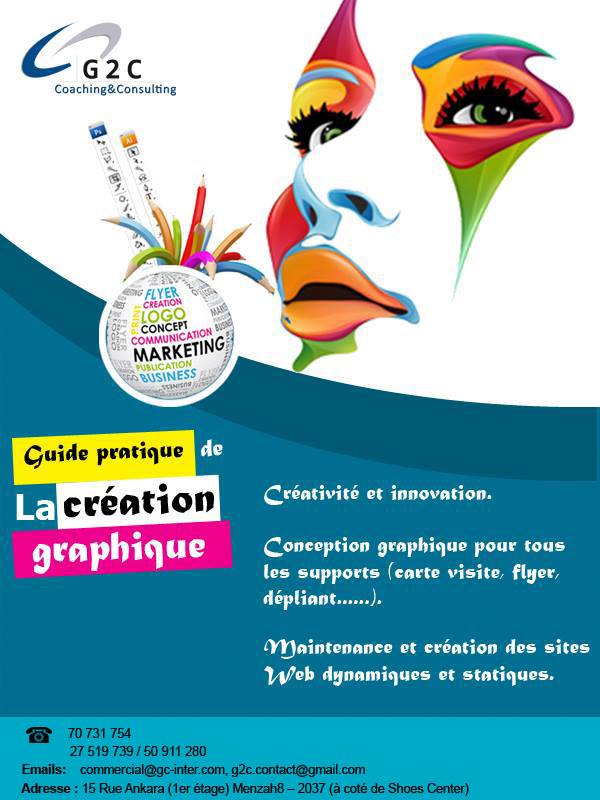 G2C
Coaching&Consulting
Ps
Ai
FLYER
CREATION
PRINT
LOGO
CONCEPT
COMMUNICATION
MARKETING
PUBLICATION
BUSINESS
BUSINESS
Guide pratique de
La création
graphique
Créativité et innovation.
Conception graphique pour tous
les supports (carte visite, flyer,
dépliant......).
Maintenance et création des sites
Web dynamiques et statiques.
☎ 70 731 754
27 519 739 / 50 911 280
Emails: commercial@gc-inter.com, g2c.contact@gmail.com
Adresse : 15 Rue Ankara (1er étage) Menzah8 – 2037 (à coté de Shoes Center)